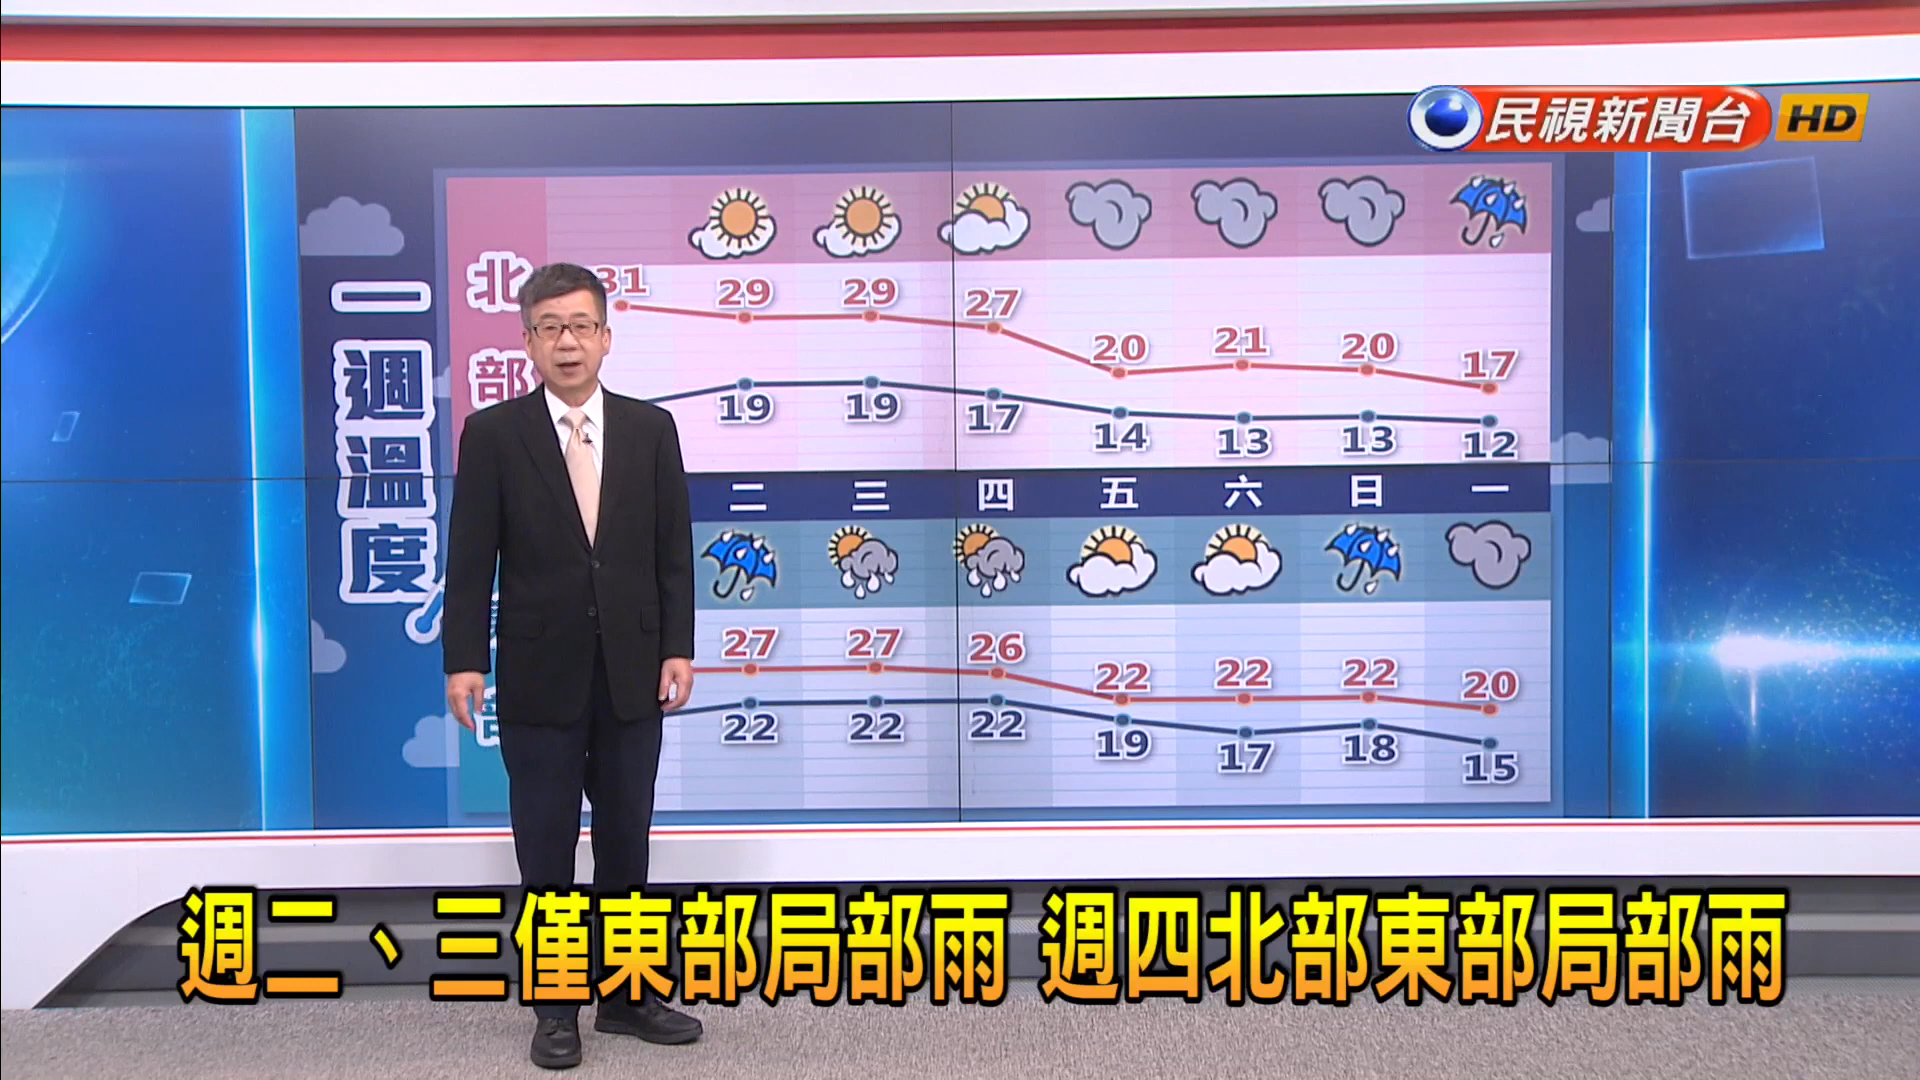 民視新聞台 HD
一週溫度
北部
31 29 29 27 20 21 20 17
19 19 17 14 13 13 12
二 三 四 五 六 日 一
部
27 27 26 22 22 22 20
22 22 22 19 17 18 15
週二、三僅東部局部雨 週四北部東部局部雨